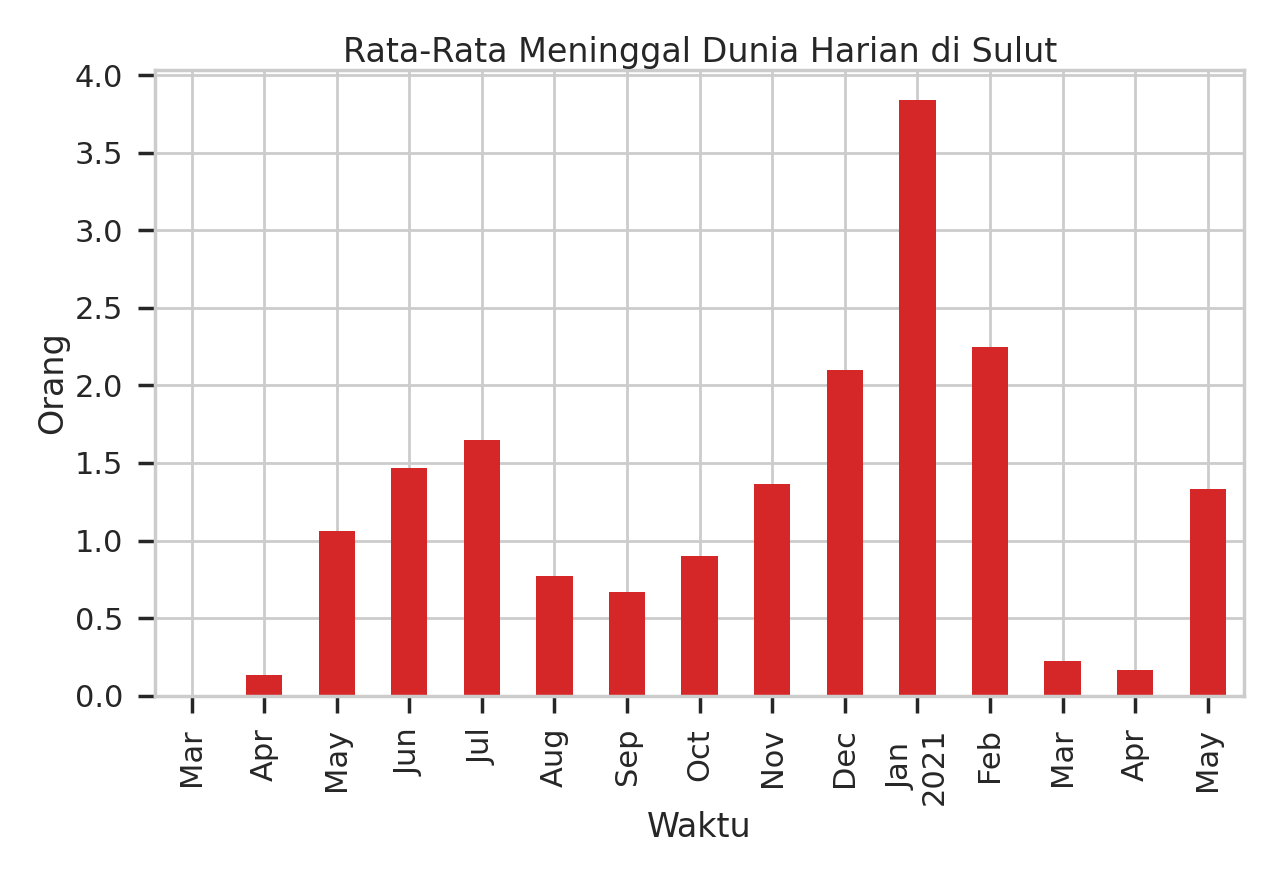 Rata-Rata Meninggal Dunia Harian di Sulut
4.0
3.5
3.0
2.5
2.0
1.5
1.0
0.5
0.0
Orang
Mar
Apr
May
Jun
Jul
Aug
Sep
Oct
Nov
Dec
Jan
2021
Feb
Mar
Apr
May
Waktu